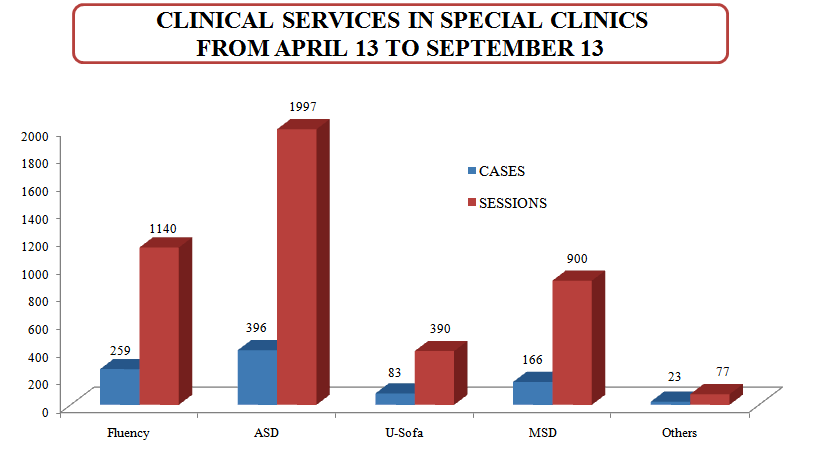 CLINICAL SERVICES IN SPECIAL CLINICS
FROM APRIL 13 TO SEPTEMBER 13
1997
2000
1800
CASES
1600
SESSIONS
1400
1140
1200
900
1000
800
600
396
390
400
259
166
83
23
77
200
0
Fluency
ASD
U-Sofa
MSD
Others